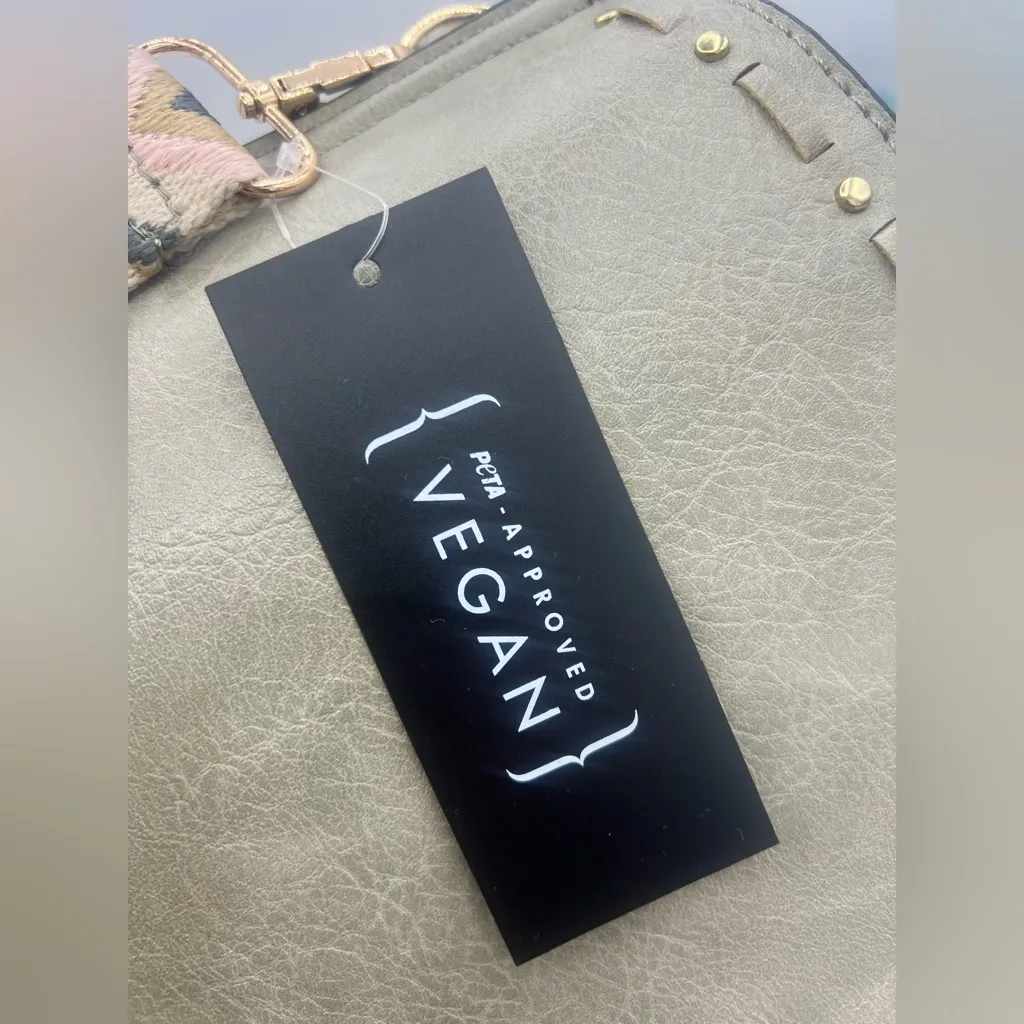 PETA - APPROVED
{ VEGAN }